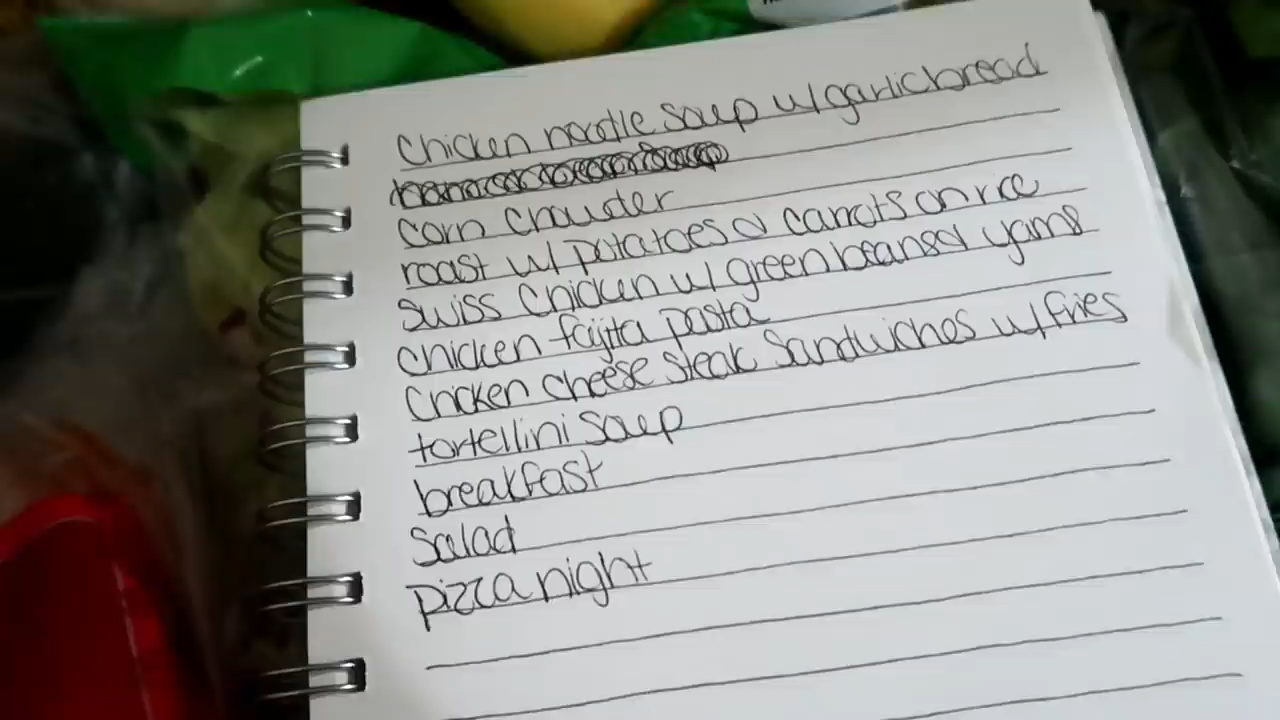 Chicken noodle soup w/garlic bread
corn chowder
roast w/ potatoes & carrots on rice
swiss chicken w/ green beans & yams
chicken fajita pasta
chicken cheese steak sandwiches w/fries
tortellini soup
breakfast
Salad
pizza night